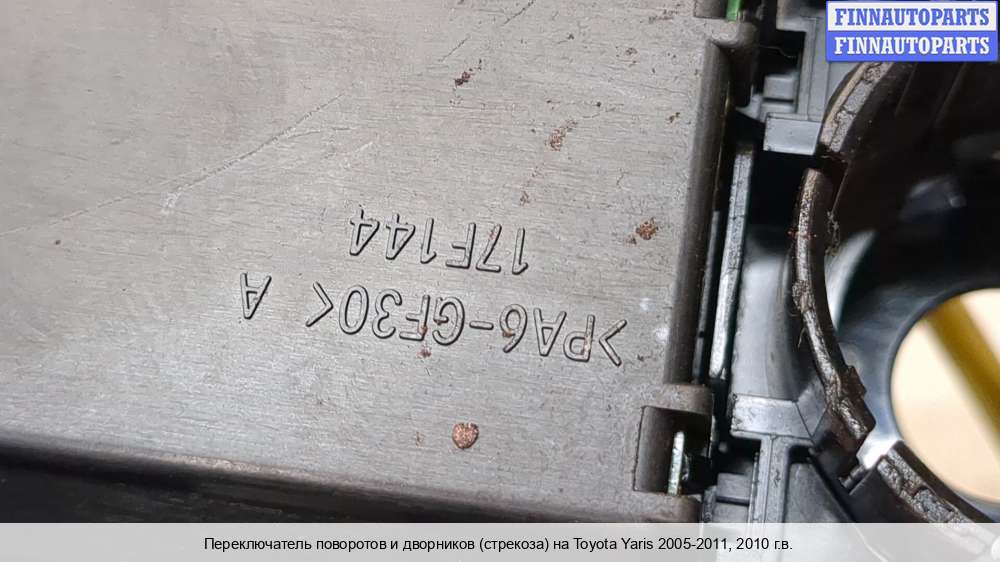 FINNAUTOPARTS
FINNAUTOPARTS
>PA6-GF30< A
17F144
Переключатель поворотов и дворников (стрекоза) на Toyota Yaris 2005-2011, 2010 г.в.